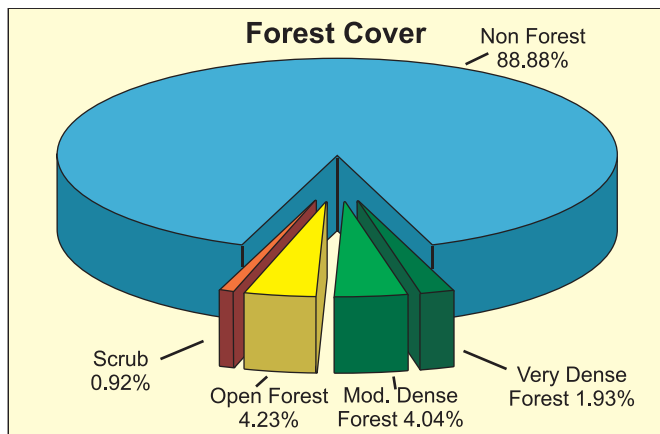 Forest Cover
Non Forest
88.88%
Scrub
0.92%
Open Forest
4.23%
Mod. Dense
Forest 4.04%
Very Dense
Forest 1.93%